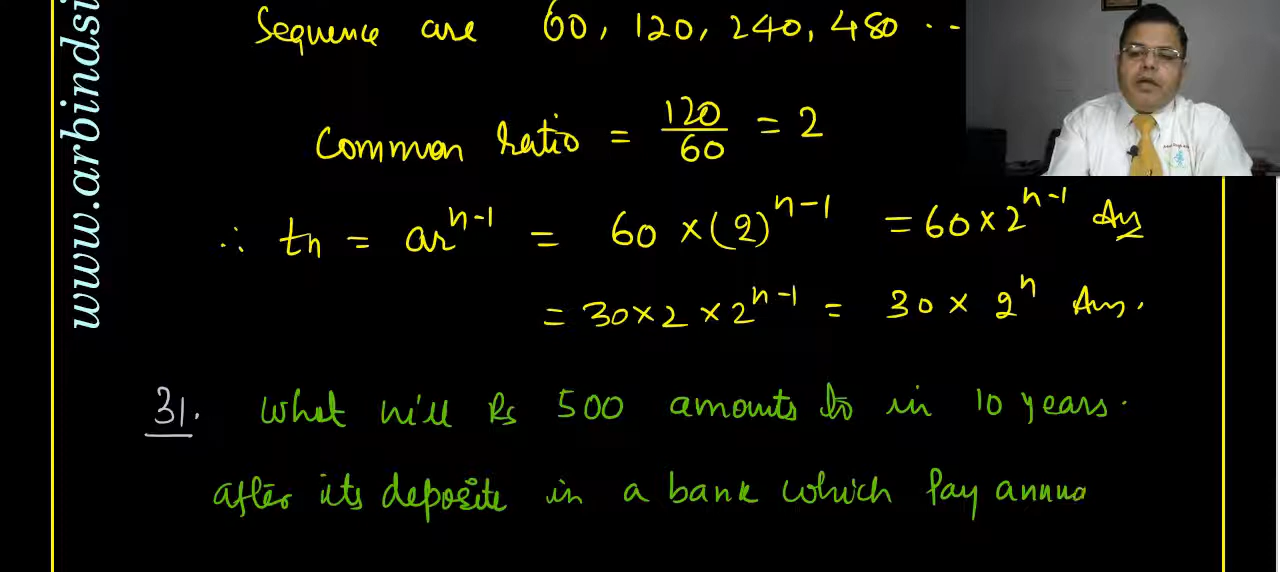 www.arbindsi
Sequence are 60, 120, 240, 480 ...
Common ratio = 120/60 = 2
∴ tn = ar^n-1 = 60 × (2)^n-1 = 60 × 2^n-1 Ans
= 30 × 2 × 2^n-1 = 30 × 2^n Ans.
31. What will Rs 500 amounts to in 10 years.
after its deposite in a bank which Pay annua